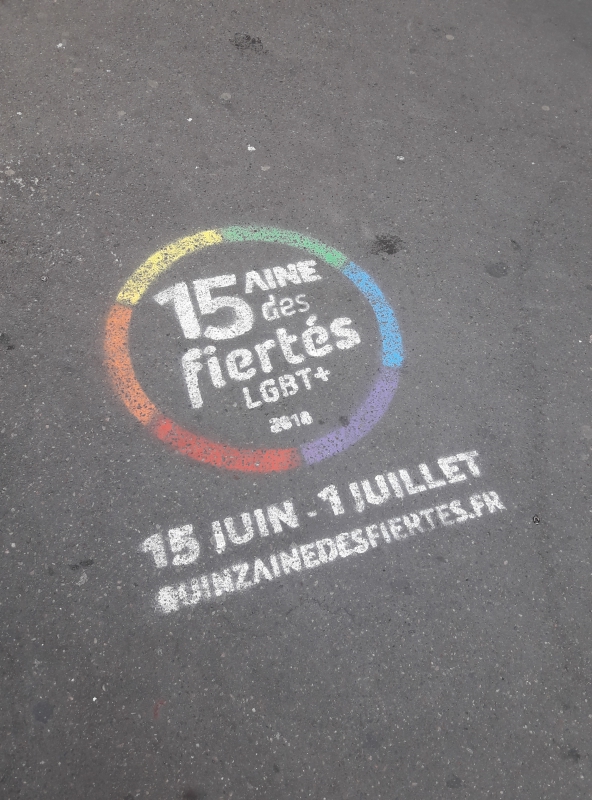 15AINE
des
fiertés
LGBT+
2018
15 JUIN - 1 JUILLET
QUINZAINEDESFIERTES.FR